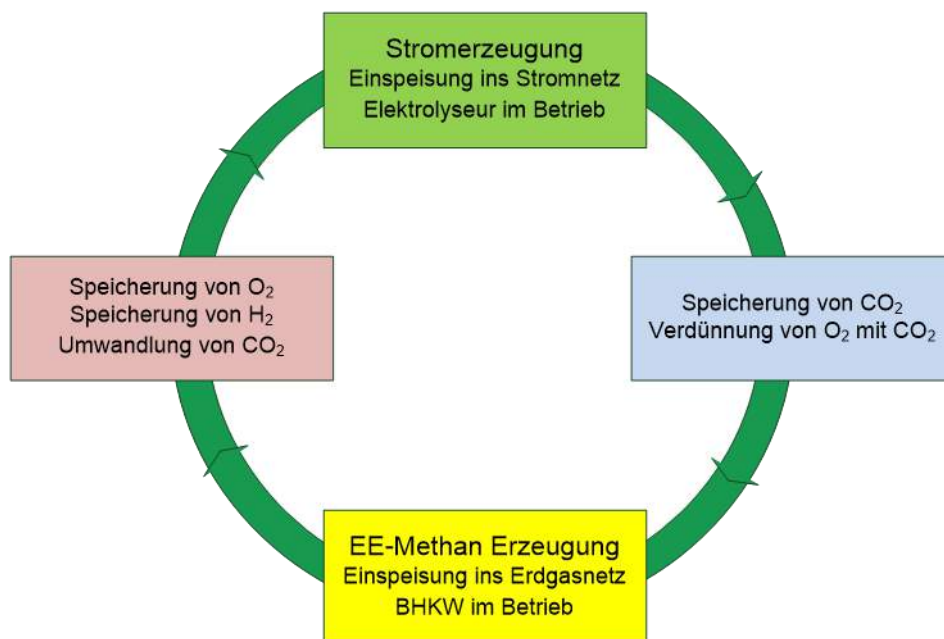 Stromerzeugung
Einspeisung ins Stromnetz
Elektrolyseur im Betrieb
Speicherung von O₂
Speicherung von H₂
Umwandlung von CO₂
Speicherung von CO₂
Verdünnung von O₂ mit CO₂
EE-Methan Erzeugung
Einspeisung ins Erdgasnetz
BHKW im Betrieb